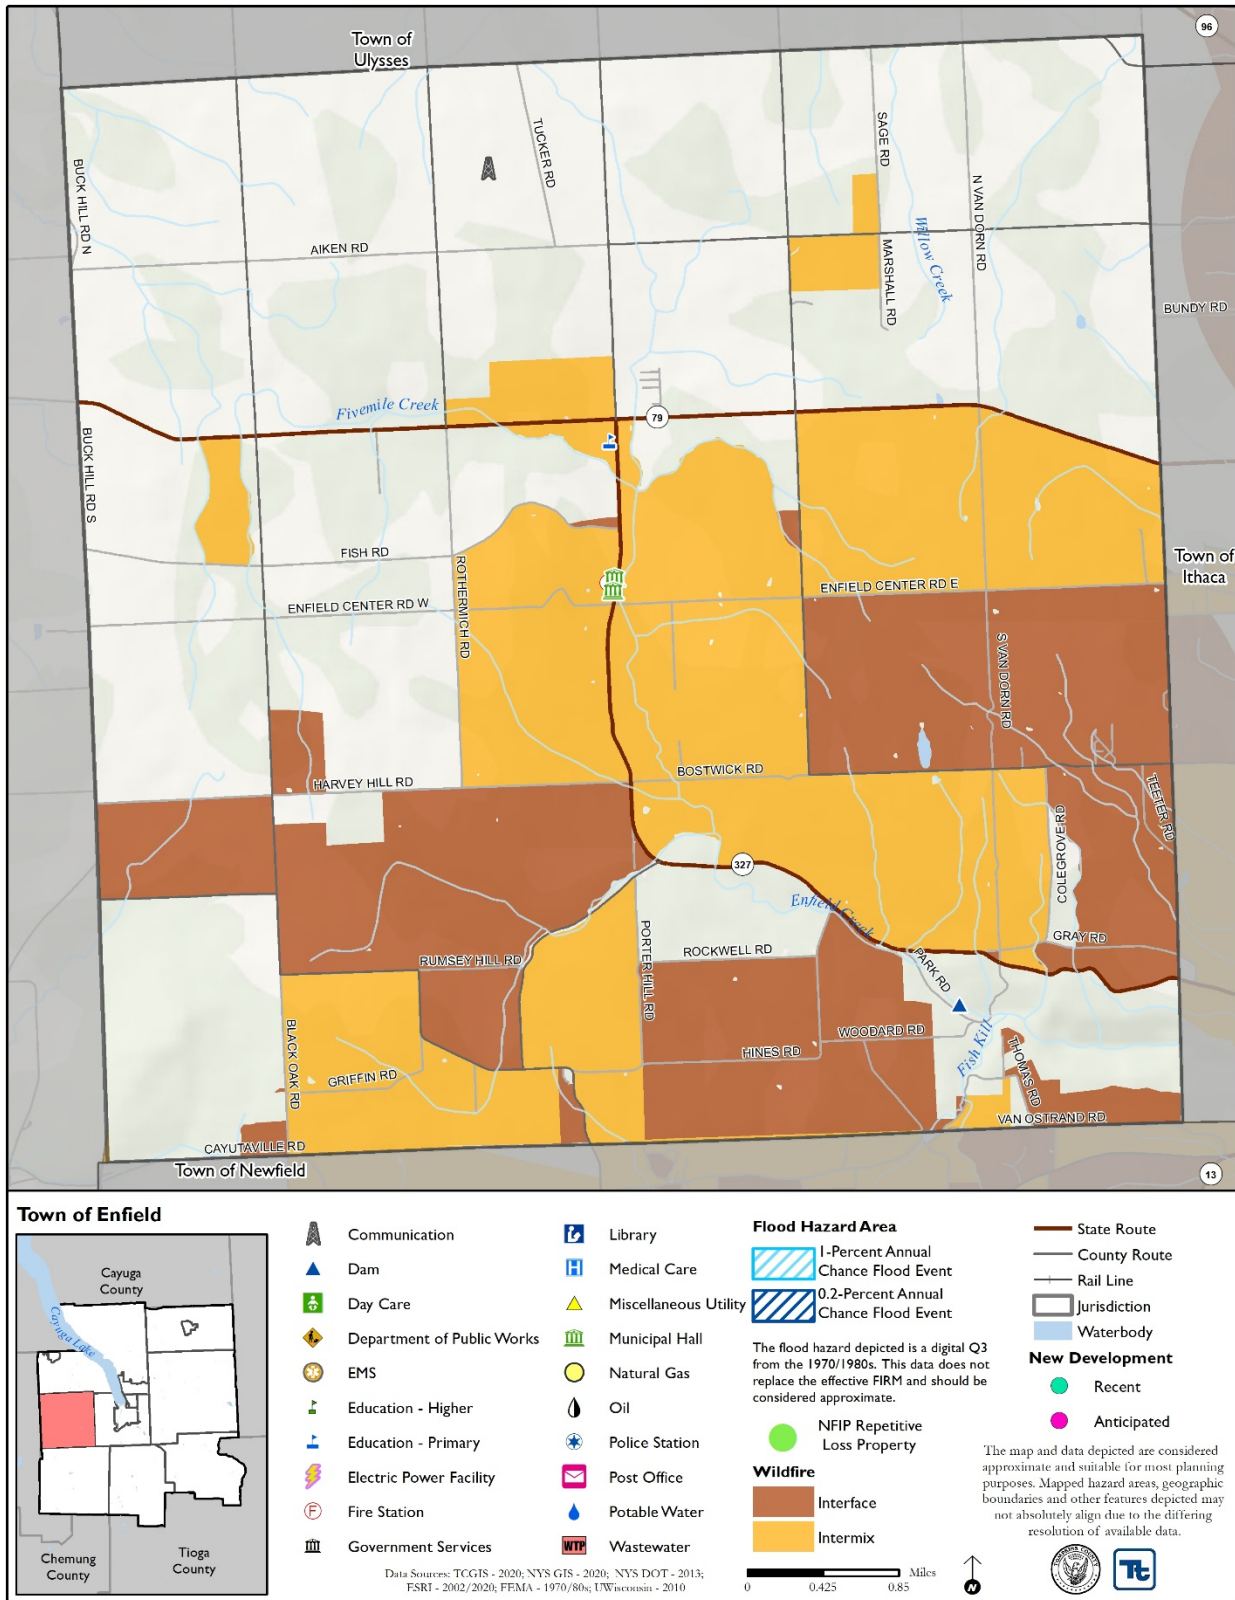 96
Town of
Ulysses
TUCKER RD
SAGE RD
BUCK HILL RD N
N VAN DORN RD
Willow Creek
AIKEN RD
MARSHALL RD
BUNDY RD
Fivemile Creek
79
BUCK HILL RD S
FISH RD
ROTHERMICH RD
Town of
Ithaca
ENFIELD CENTER RD E
ENFIELD CENTER RD W
S VAN DORN RD
BOSTWICK RD
HARVEY HILL RD
TEETER RD
COLEGROVE RD
327
Enfield Creek
PORTER HILL RD
GRAY RD
ROCKWELL RD
RUMSEY HILL RD
PARK RD
BLACK OAK RD
WOODARD RD
HINES RD
Fish Kill
THOMAS RD
GRIFFIN RD
VAN OSTRAND RD
CAYUTAVILLE RD
Town of Newfield
13
Town of Enfield
Cayuga
County
Cayuga Lake
Chemung
County
Tioga
County
Communication
Dam
Day Care
Department of Public Works
EMS
Education - Higher
Education - Primary
Electric Power Facility
F Fire Station
Government Services
Library
H Medical Care
Miscellaneous Utility
Municipal Hall
Natural Gas
Oil
Police Station
Post Office
Potable Water
WTP Wastewater
Data Sources: TCGIS - 2020; NYS GIS - 2020; NYS DOT - 2013;
ESRI - 2002/2020; FEMA - 1970/80s; UWisconsin - 2010
Flood Hazard Area
1-Percent Annual
Chance Flood Event
0.2-Percent Annual
Chance Flood Event
The flood hazard depicted is a digital Q3
from the 1970/1980s. This data does not
replace the effective FIRM and should be
considered approximate.
NFIP Repetitive
Loss Property
Wildfire
Interface
Intermix
0 0.425 0.85
Miles
N
State Route
County Route
Rail Line
Jurisdiction
Waterbody
New Development
Recent
Anticipated
The map and data depicted are considered
approximate and suitable for most planning
purposes. Mapped hazard areas, geographic
boundaries and other features depicted may
not absolutely align due to the differing
resolution of available data.
TOMPKINS COUNTY
Tt